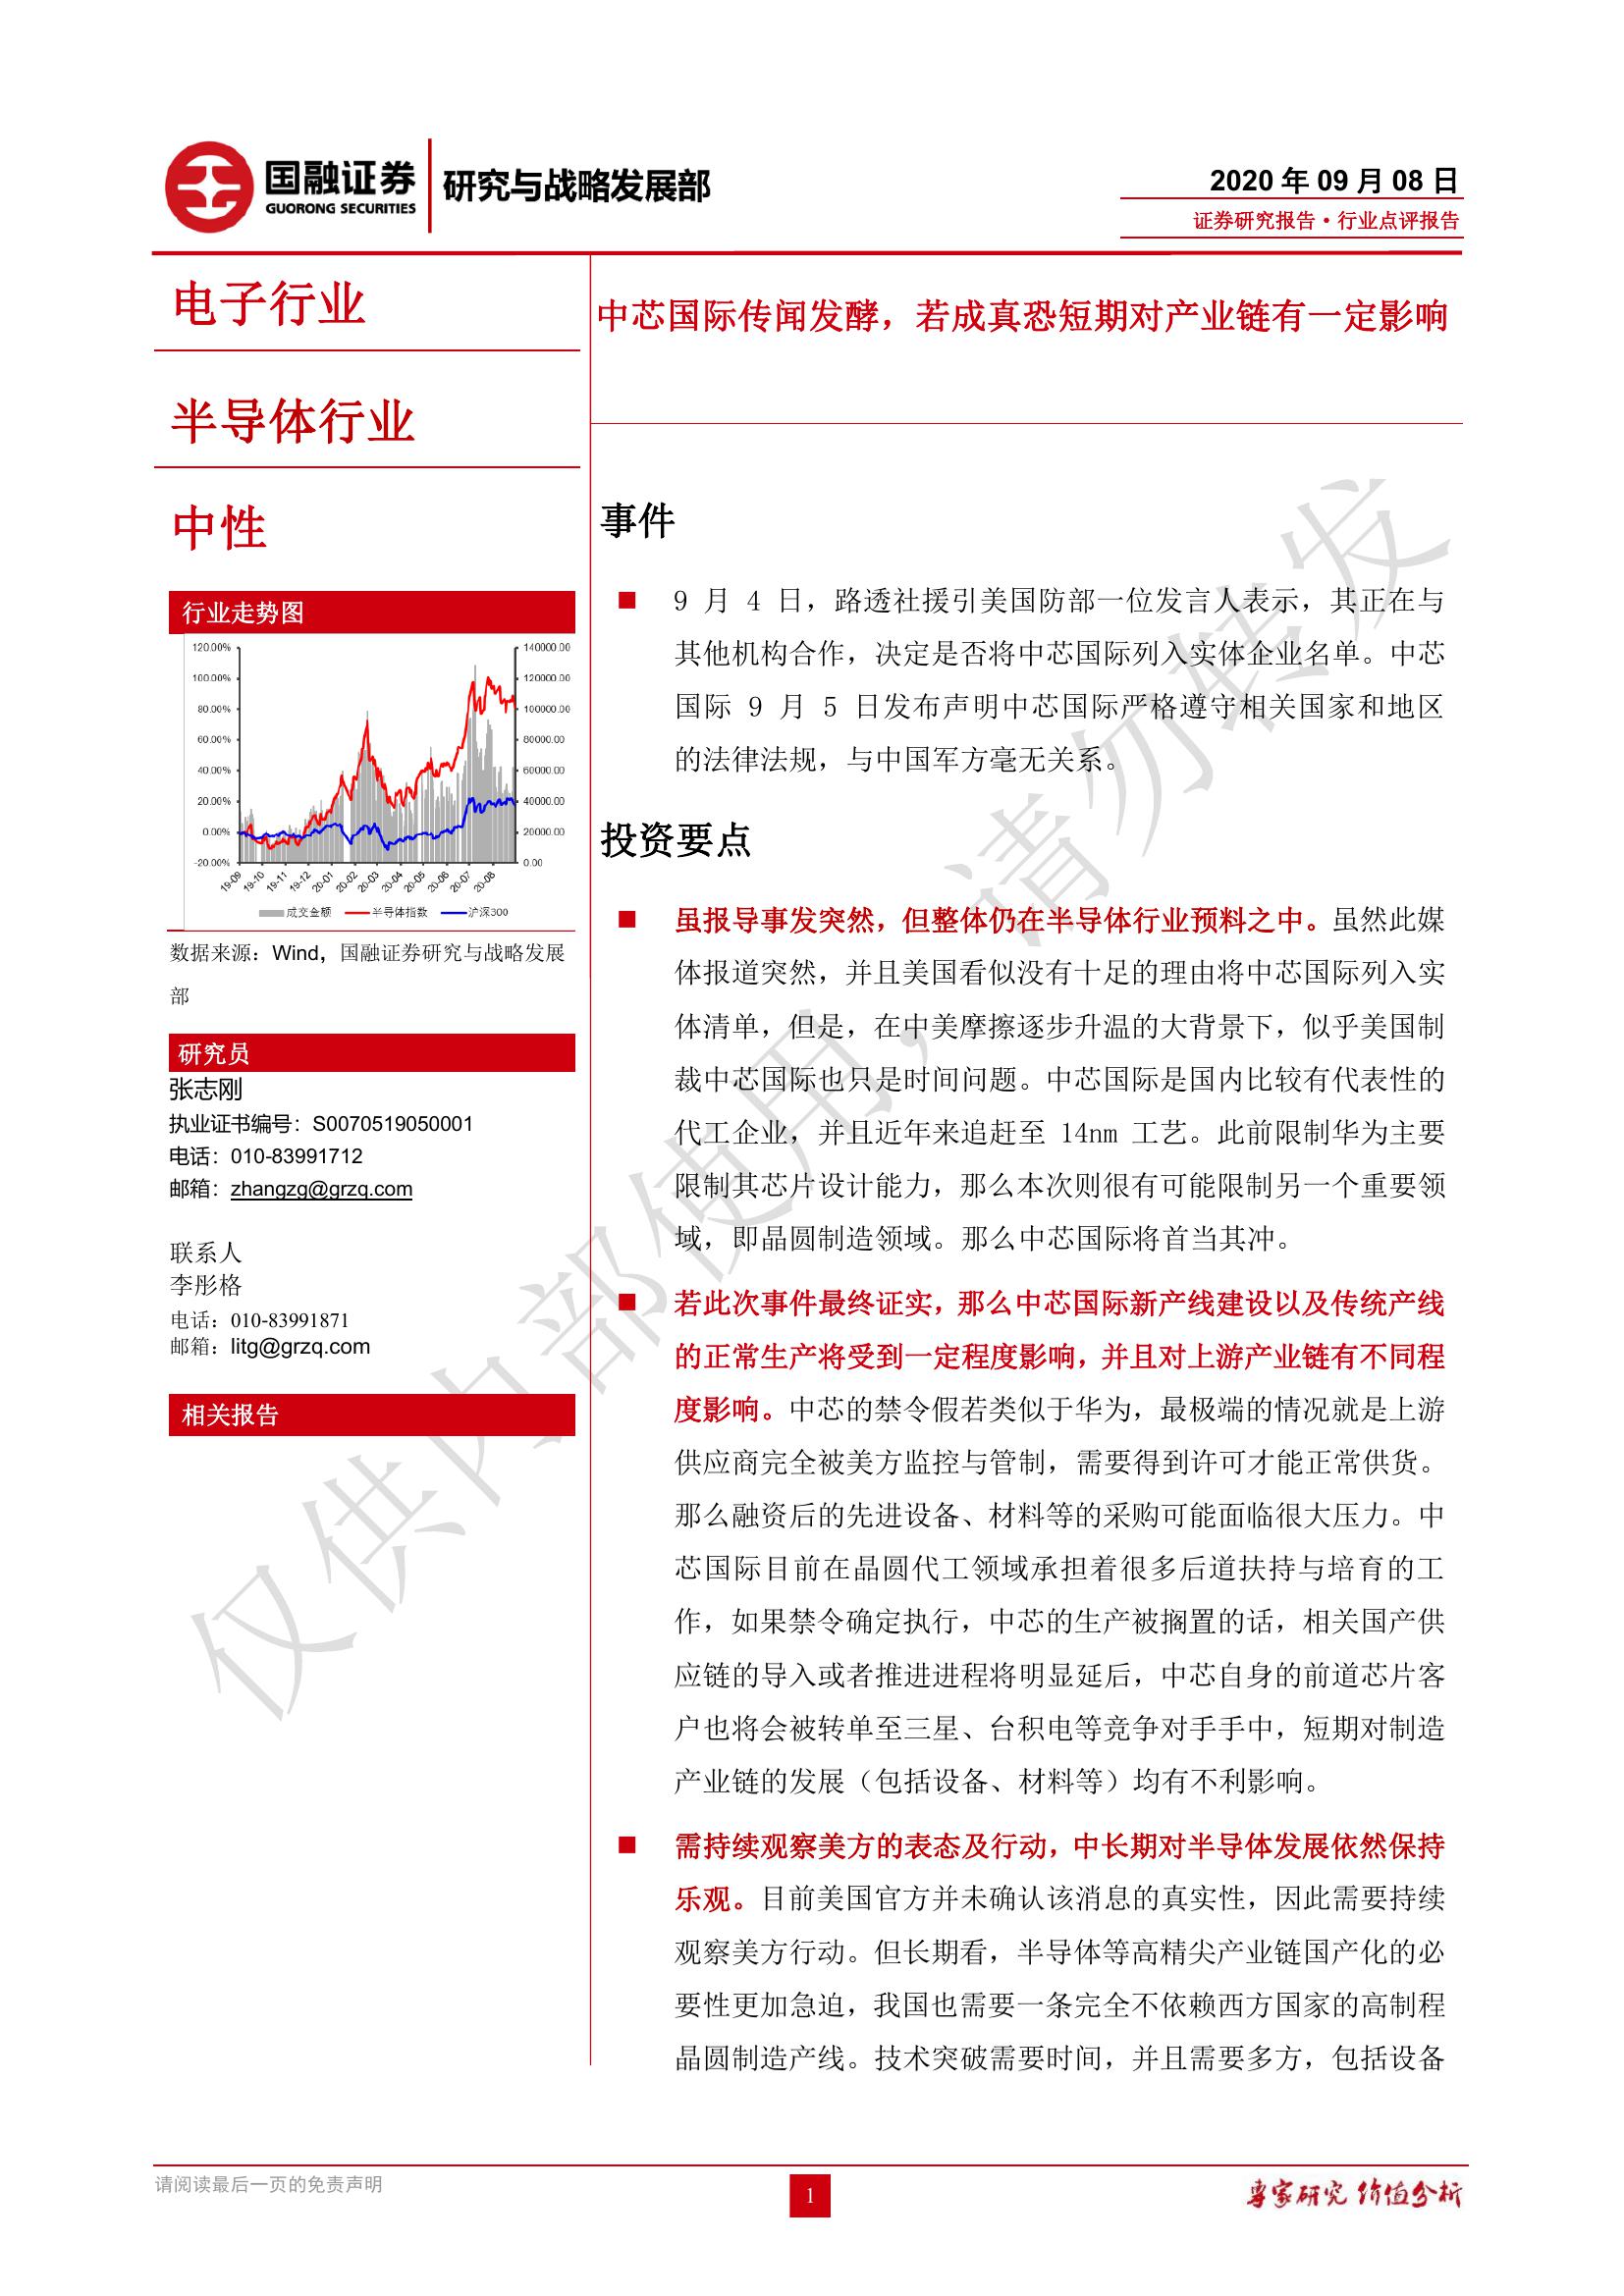 国融证券
GUORONG SECURITIES
研究与战略发展部
2020 年 09 月 08 日
证券研究报告·行业点评报告
电子行业
半导体行业
中性
行业走势图
120.00%
100.00%
80.00%
60.00%
40.00%
20.00%
0.00%
-20.00%
140000.00
120000.00
100000.00
80000.00
60000.00
40000.00
20000.00
0.00
19-09
19-10
19-11
19-12
20-01
20-02
20-03
20-04
20-05
20-06
20-07
20-08
成交金额 半导体指数 沪深300
数据来源：Wind，国融证券研究与战略发展
部
研究员
张志刚
执业证书编号：S0070519050001
电话：010-83991712
邮箱：zhangzg@grzq.com
联系人
李彤格
电话：010-83991871
邮箱：litg@grzq.com
相关报告
中芯国际传闻发酵，若成真恐短期对产业链有一定影响
事件
9 月 4 日，路透社援引美国防部一位发言人表示，其正在与
其他机构合作，决定是否将中芯国际列入实体企业名单。中芯
国际 9 月 5 日发布声明中芯国际严格遵守相关国家和地区
的法律法规，与中国军方毫无关系。
投资要点
虽报导事发突然，但整体仍在半导体行业预料之中。虽然此媒
体报道突然，并且美国看似没有十足的理由将中芯国际列入实
体清单，但是，在中美摩擦逐步升温的大背景下，似乎美国制
裁中芯国际也只是时间问题。中芯国际是国内比较有代表性的
代工企业，并且近年来追赶至 14nm 工艺。此前限制华为主要
限制其芯片设计能力，那么本次则很有可能限制另一个重要领
域，即晶圆制造领域。那么中芯国际将首当其冲。
若此次事件最终证实，那么中芯国际新产线建设以及传统产线
的正常生产将受到一定程度影响，并且对上游产业链有不同程
度影响。中芯的禁令假若类似于华为，最极端的情况就是上游
供应商完全被美方监控与管制，需要得到许可才能正常供货。
那么融资后的先进设备、材料等的采购可能面临很大压力。中
芯国际目前在晶圆代工领域承担着很多后道扶持与培育的工
作，如果禁令确定执行，中芯的生产被搁置的话，相关国产供
应链的导入或者推进进程将明显延后，中芯自身的前道芯片客
户也将会被转单至三星、台积电等竞争对手手中，短期对制造
产业链的发展（包括设备、材料等）均有不利影响。
需持续观察美方的表态及行动，中长期对半导体发展依然保持
乐观。目前美国官方并未确认该消息的真实性，因此需要持续
观察美方行动。但长期看，半导体等高精尖产业链国产化的必
要性更加急迫，我国也需要一条完全不依赖西方国家的高制程
晶圆制造产线。技术突破需要时间，并且需要多方，包括设备
仅供内部使用，请勿转发
请阅读最后一页的免责声明
1
专家研究 价值分析